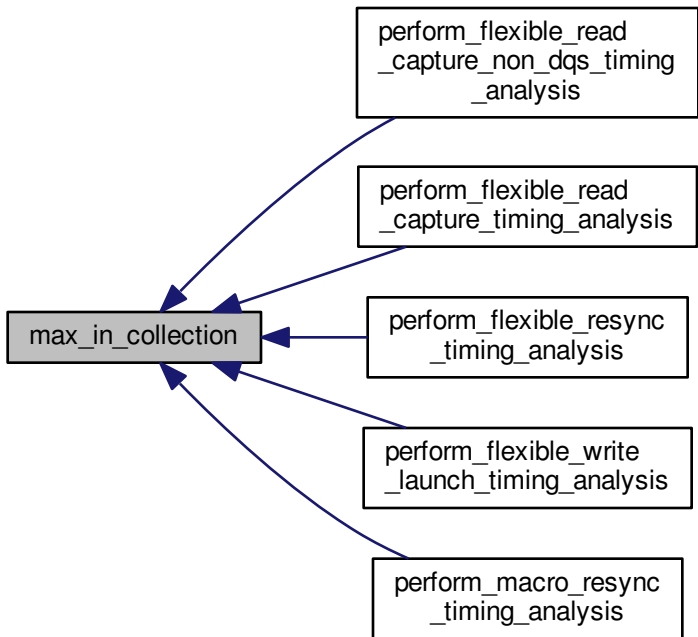 perform_flexible_read
_capture_non_dqs_timing
_analysis
perform_flexible_read
_capture_timing_analysis
max_in_collection
perform_flexible_resync
_timing_analysis
perform_flexible_write
_launch_timing_analysis
perform_macro_resync
_timing_analysis